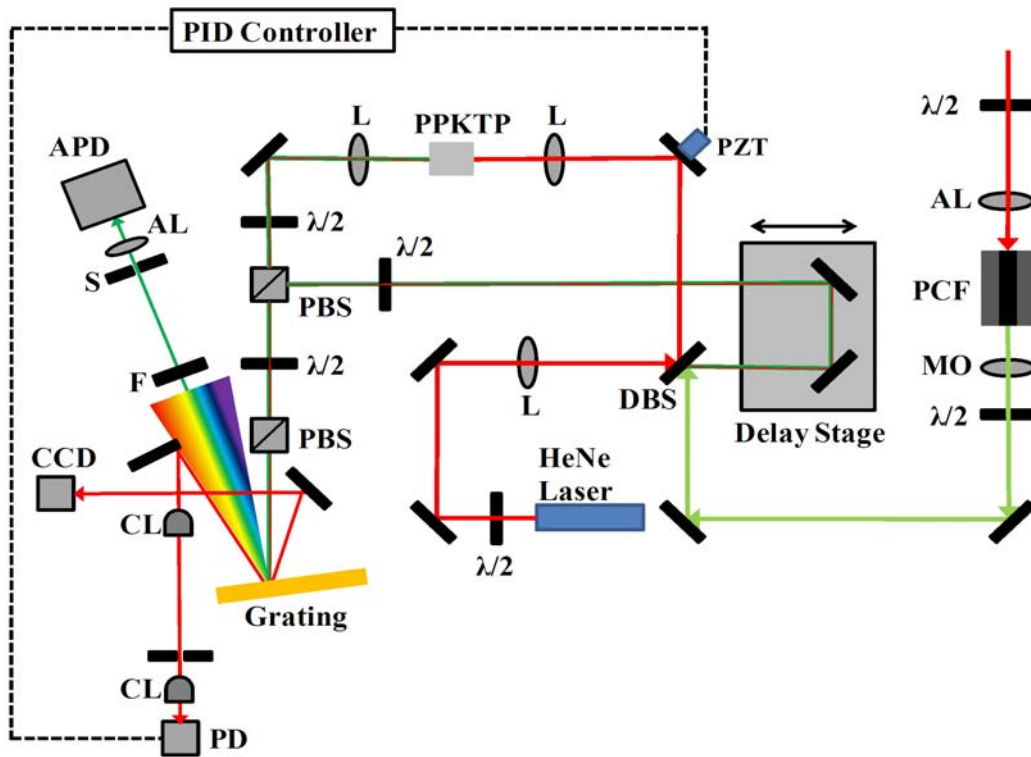 PID Controller
L
PPKTP
L
PZT
λ/2
APD
AL
S
λ/2
λ/2
PBS
AL
PCF
F
λ/2
PBS
L
DBS
MO
λ/2
Delay Stage
CCD
CL
HeNe
Laser
λ/2
Grating
CL
PD